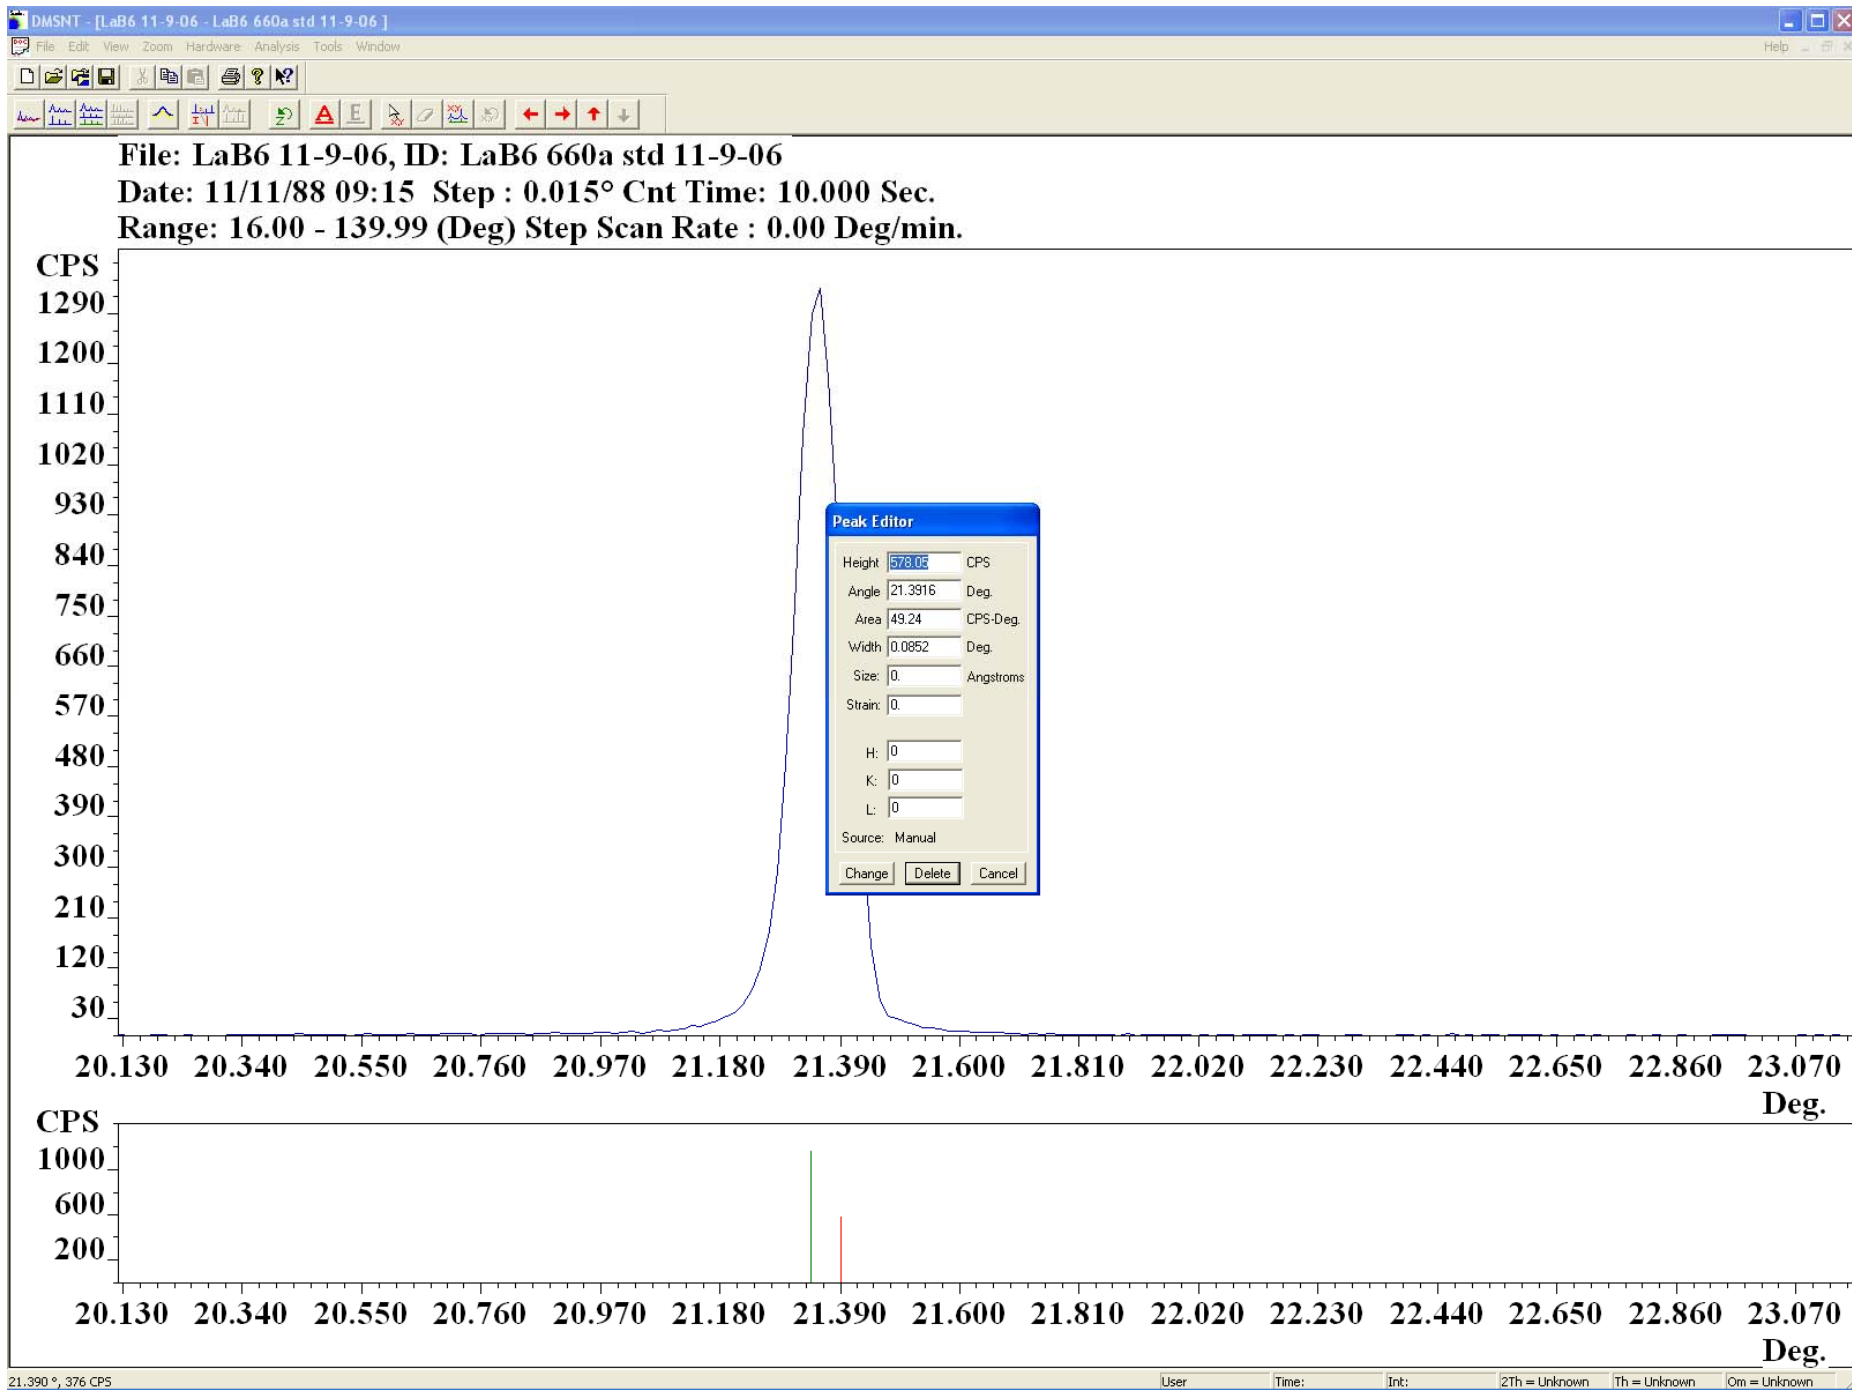 DMSNT - [LaB6 11-9-06 - LaB6 660a std 11-9-06 ]
File Edit View Zoom Hardware Analysis Tools Window Help
File: LaB6 11-9-06, ID: LaB6 660a std 11-9-06
Date: 11/11/88 09:15 Step : 0.015° Cnt Time: 10.000 Sec.
Range: 16.00 - 139.99 (Deg) Step Scan Rate : 0.00 Deg/min.
CPS
1290
1200
1110
1020
930
840
750
660
570
480
390
300
210
120
30
Peak Editor
Height 578.05 CPS
Angle 21.3916 Deg.
Area 49.24 CPS-Deg.
Width 0.0852 Deg.
Size: 0. Angstroms
Strain: 0.
H: 0
K: 0
L: 0
Source: Manual
Change Delete Cancel
20.130 20.340 20.550 20.760 20.970 21.180 21.390 21.600 21.810 22.020 22.230 22.440 22.650 22.860 23.070
Deg.
CPS
1000
600
200
20.130 20.340 20.550 20.760 20.970 21.180 21.390 21.600 21.810 22.020 22.230 22.440 22.650 22.860 23.070
Deg.
21.390 °, 376 CPS User Time: Int: 2Th = Unknown Th = Unknown Om = Unknown